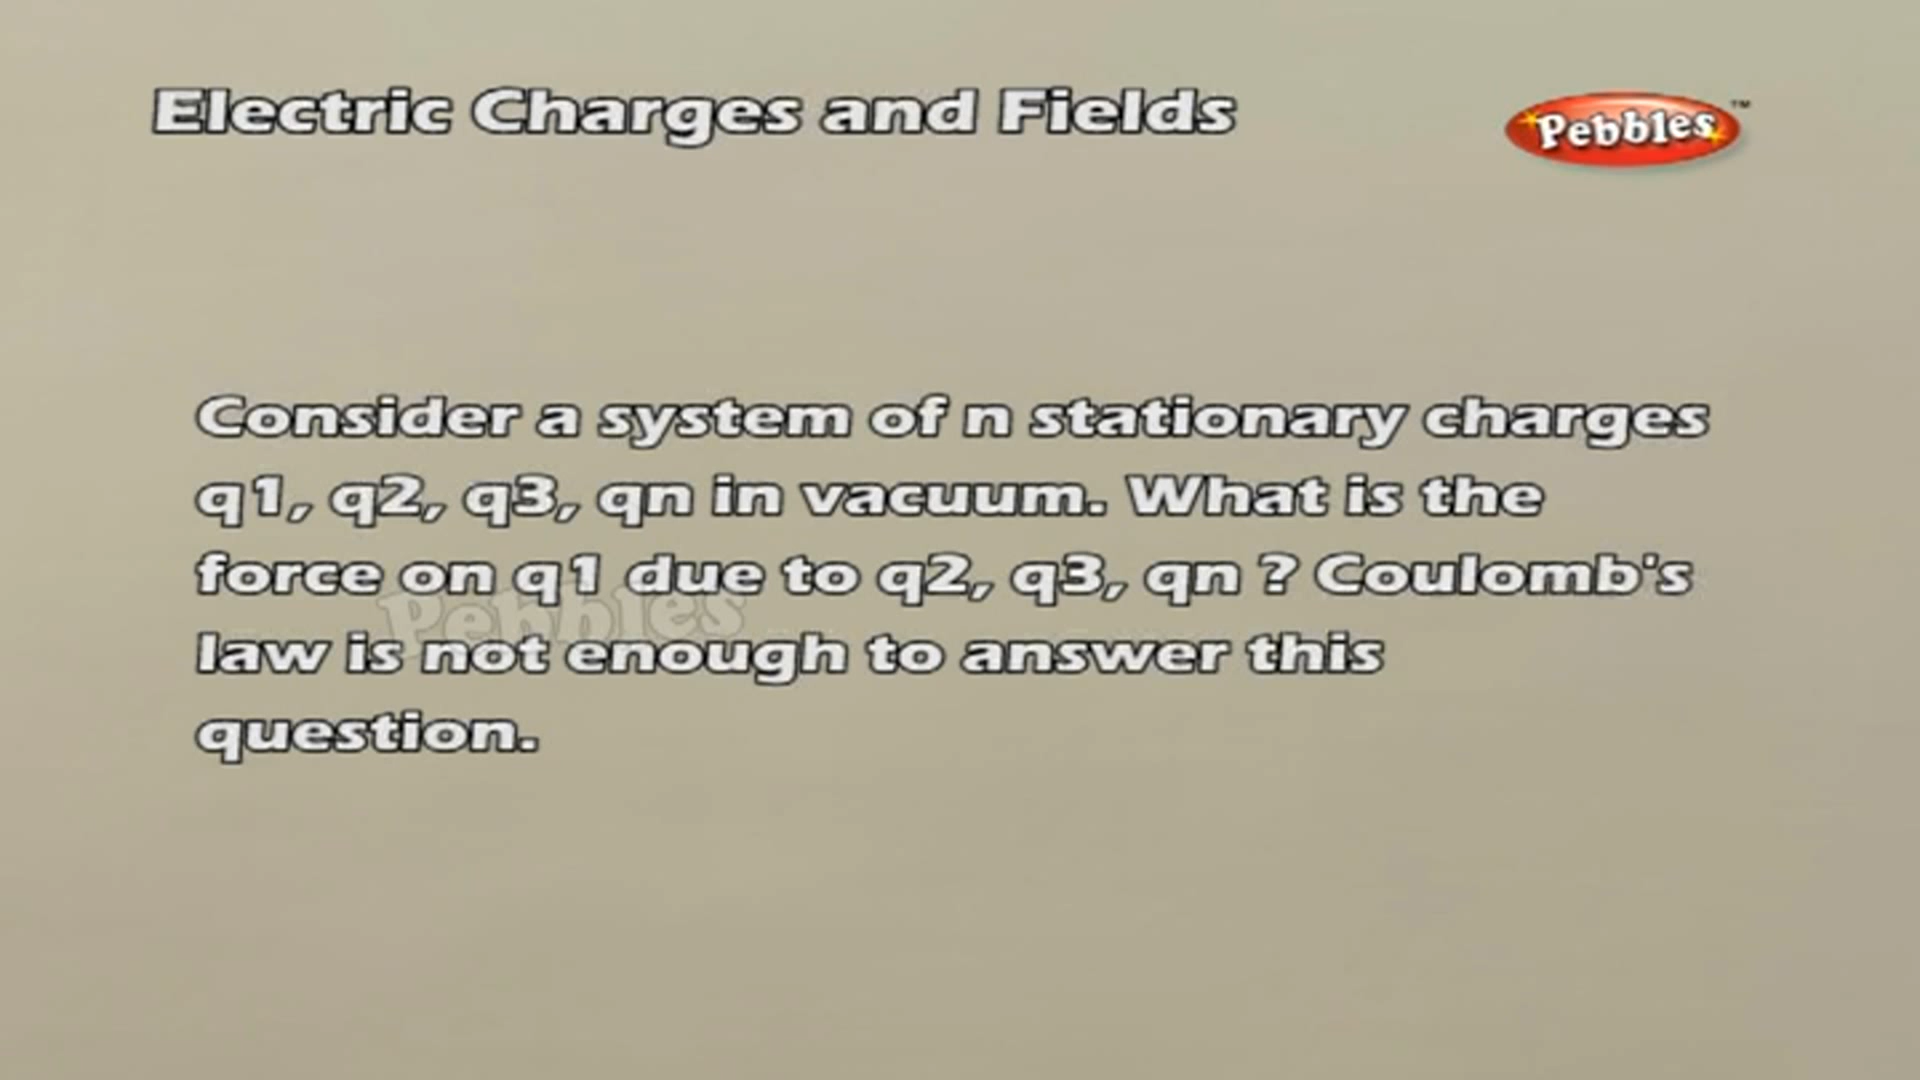 Electric Charges and Fields
Pebbles™
Consider a system of n stationary charges
q1, q2, q3, qn in vacuum. What is the
force on q1 due to q2, q3, qn ? Coulomb's
Pebbles
law is not enough to answer this
question.